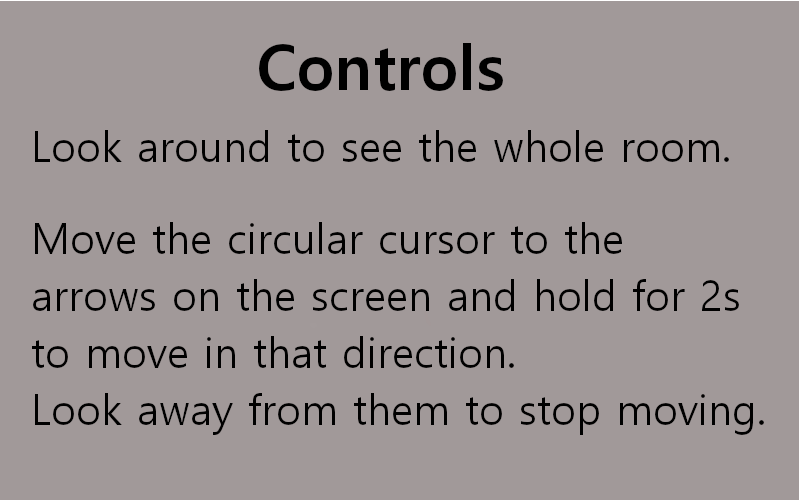 Controls
Look around to see the whole room.
Move the circular cursor to the
arrows on the screen and hold for 2s
to move in that direction.
Look away from them to stop moving.